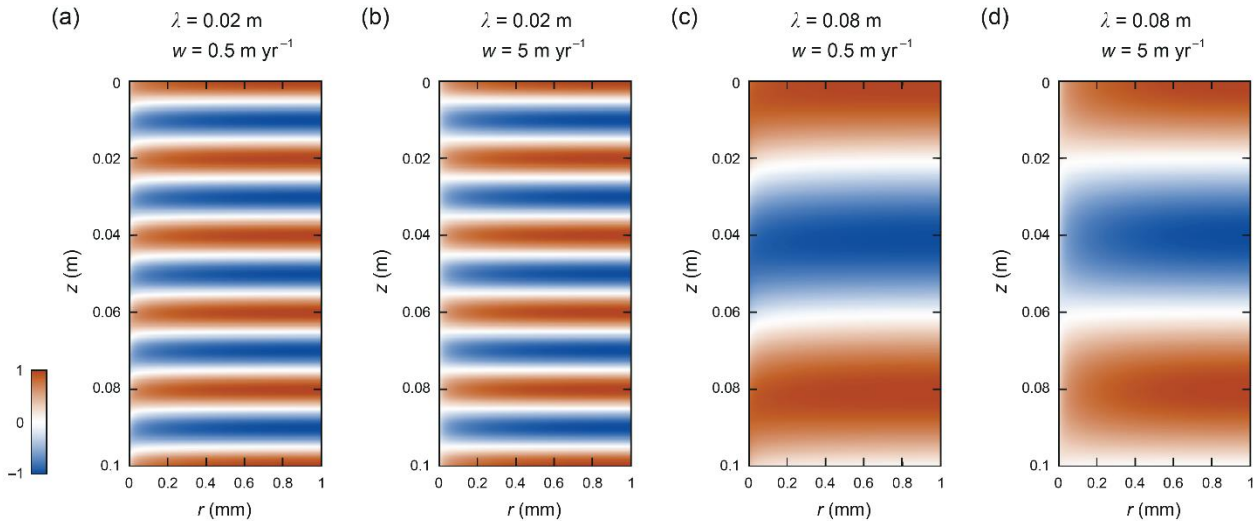 (a)
λ = 0.02 m
w = 0.5 m yr⁻¹
(b)
λ = 0.02 m
w = 5 m yr⁻¹
(c)
λ = 0.08 m
w = 0.5 m yr⁻¹
(d)
λ = 0.08 m
w = 5 m yr⁻¹
0
0.02
0.04
0.06
0.08
0.1
z (m)
0 0.2 0.4 0.6 0.8 1
r (mm)
0
0.02
0.04
0.06
0.08
0.1
z (m)
0 0.2 0.4 0.6 0.8 1
r (mm)
0
0.02
0.04
0.06
0.08
0.1
z (m)
0 0.2 0.4 0.6 0.8 1
r (mm)
0
0.02
0.04
0.06
0.08
0.1
z (m)
0 0.2 0.4 0.6 0.8 1
r (mm)
1
0
−1